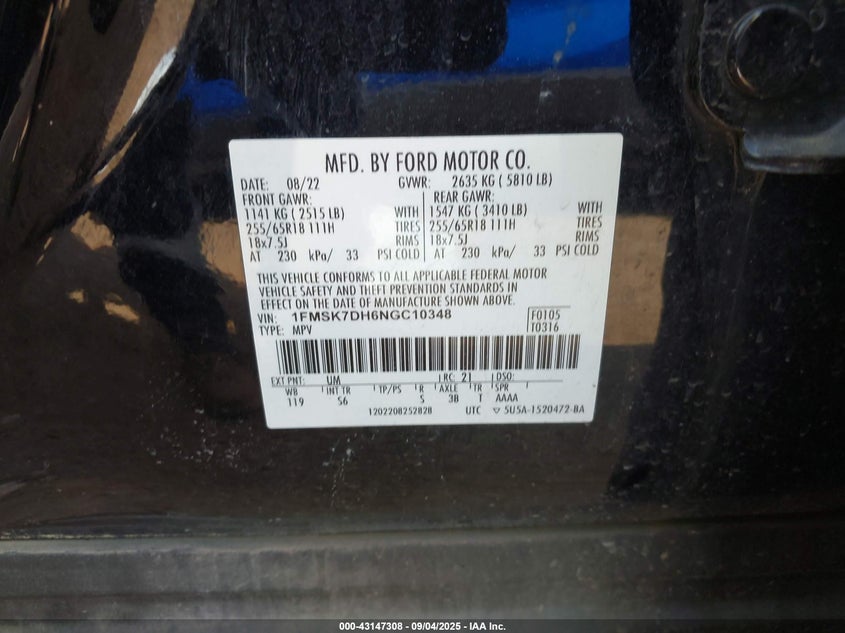 MFD. BY FORD MOTOR CO.
DATE: 08/22 GVWR: 2635 KG ( 5810 LB)
FRONT GAWR: REAR GAWR:
1141 KG ( 2515 LB) WITH 1547 KG ( 3410 LB) WITH
255/65R18 111H TIRES 255/65R18 111H TIRES
18x7.5J RIMS 18x7.5J RIMS
AT 230 kPa/ 33 PSI COLD AT 230 kPa/ 33 PSI COLD
THIS VEHICLE CONFORMS TO ALL APPLICABLE FEDERAL MOTOR
VEHICLE SAFETY AND THEFT PREVENTION STANDARDS IN
EFFECT ON THE DATE OF MANUFACTURE SHOWN ABOVE.
VIN: 1FMSK7DH6NGC10348 F0105
TYPE: MPV T0316
EXT PNT: UM RC: 21 DSO:
WB INT TR TP/PS R AXLE TR SPR
119 S6 S 3B T AAAA
1202208252828 UTC ▽ 5U5A-1520472-BA
000-43147308 - 09/04/2025 - IAA Inc.